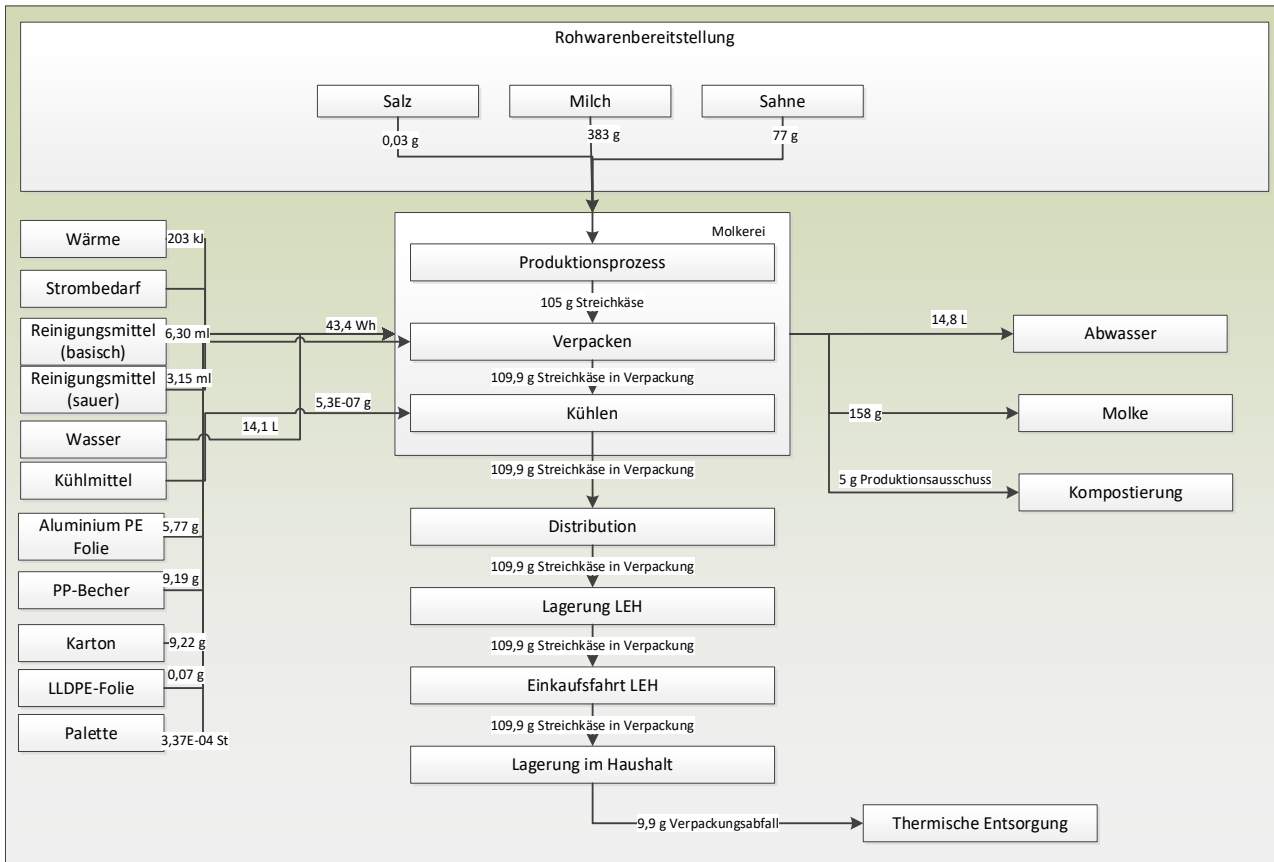 Rohwarenbereitstellung
Salz
Milch
Sahne
0,03 g
383 g
77 g
Molkerei
Wärme
203 kJ
Produktionsprozess
Strombedarf
105 g Streichkäse
Reinigungsmittel
(basisch)
6,30 ml
43,4 Wh
Verpacken
14,8 L
Abwasser
Reinigungsmittel
(sauer)
3,15 ml
109,9 g Streichkäse in Verpackung
5,3E-07 g
Kühlen
158 g
Molke
Wasser
14,1 L
Kühlmittel
109,9 g Streichkäse in Verpackung
5 g Produktionsausschuss
Kompostierung
Aluminium PE
Folie
5,77 g
Distribution
109,9 g Streichkäse in Verpackung
PP-Becher
9,19 g
Lagerung LEH
Karton
9,22 g
109,9 g Streichkäse in Verpackung
LLDPE-Folie
0,07 g
Einkaufsfahrt LEH
Palette
3,37E-04 St
109,9 g Streichkäse in Verpackung
Lagerung im Haushalt
9,9 g Verpackungsabfall
Thermische Entsorgung